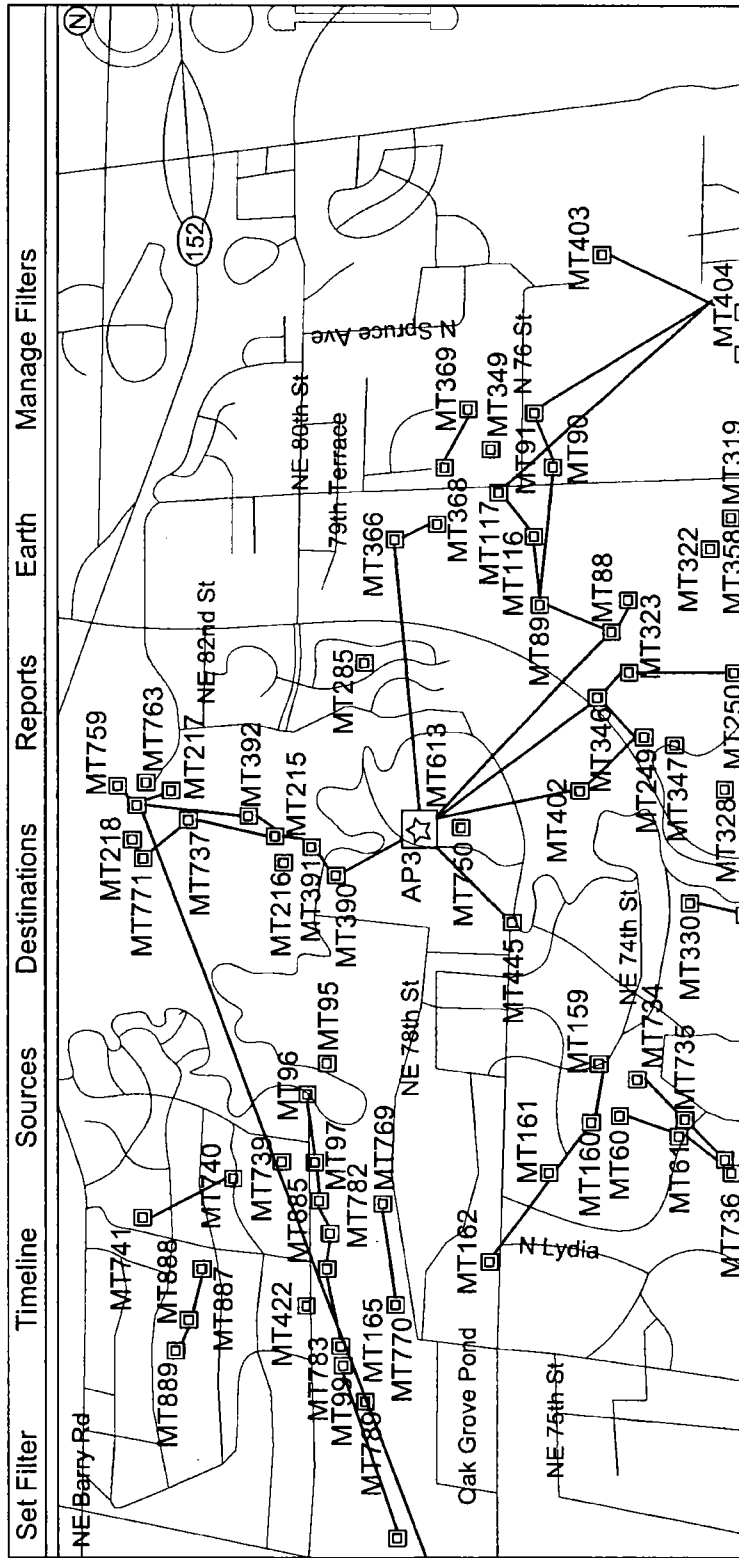 Set Filter
Timeline
Sources
Destinations
Reports
Earth
Manage Filters
NE Barry Rd
N
152
MT741
MT740
MT889
MT888
MT887
MT739
MT422
MT885
MT96
MT97
MT95
MT783
MT99
MT789
MT165
MT782
MT769
MT770
MT218
MT771
MT759
MT763
MT217
MT737
MT392
MT215
MT216
MT391
MT390
NE 82nd St
NE 80th St
79th Terrace
N Spruce Ave
MT285
MT366
MT368
MT369
MT349
AP3
MT613
MT750
NE 78th St
Oak Grove Pond
MT445
MT162
MT161
MT160
MT159
N Lydia
NE 75th St
NE 74th St
N 76 St
MT117
MT116
MT91
MT90
MT89
MT88
MT323
MT346
MT402
MT249
MT347
MT403
MT404
MT60
MT61
MT734
MT735
MT736
MT330
MT328
MT250
MT322
MT358
MT319